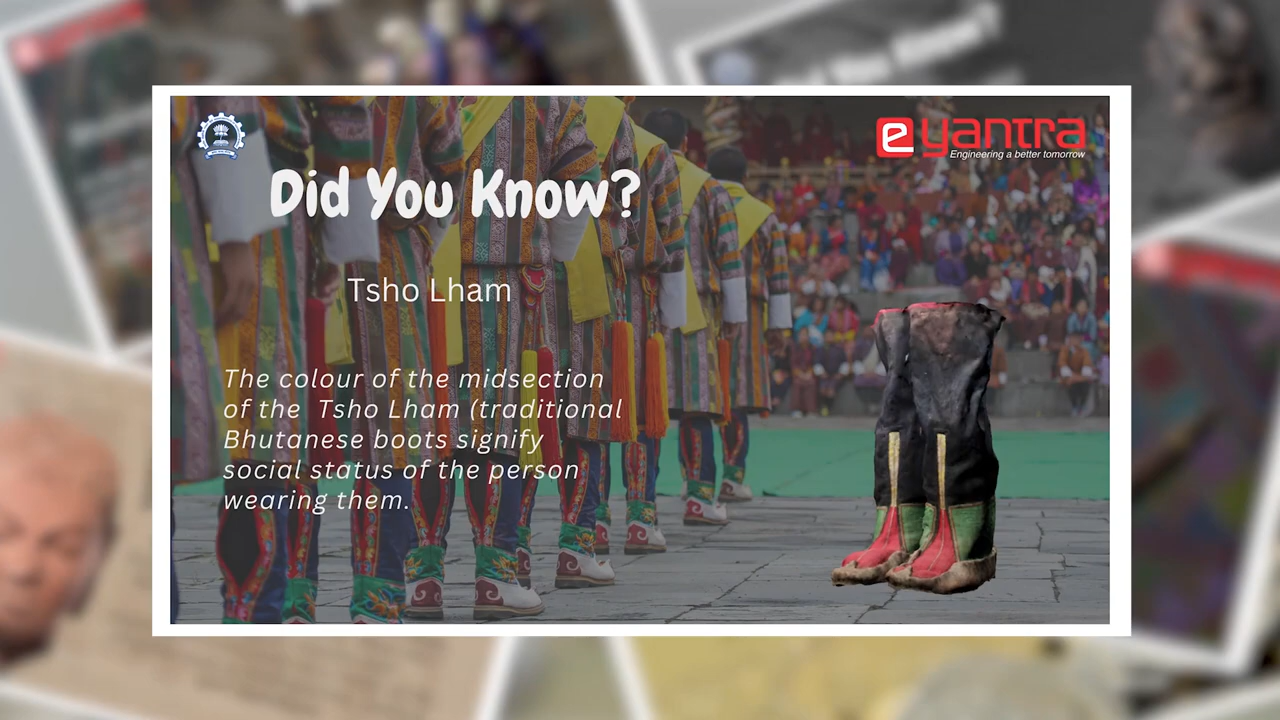 e yantra
Engineering a better tomorrow
Did You Know?
Tsho Lham
The colour of the midsection
of the Tsho Lham (traditional
Bhutanese boots signify
social status of the person
wearing them.